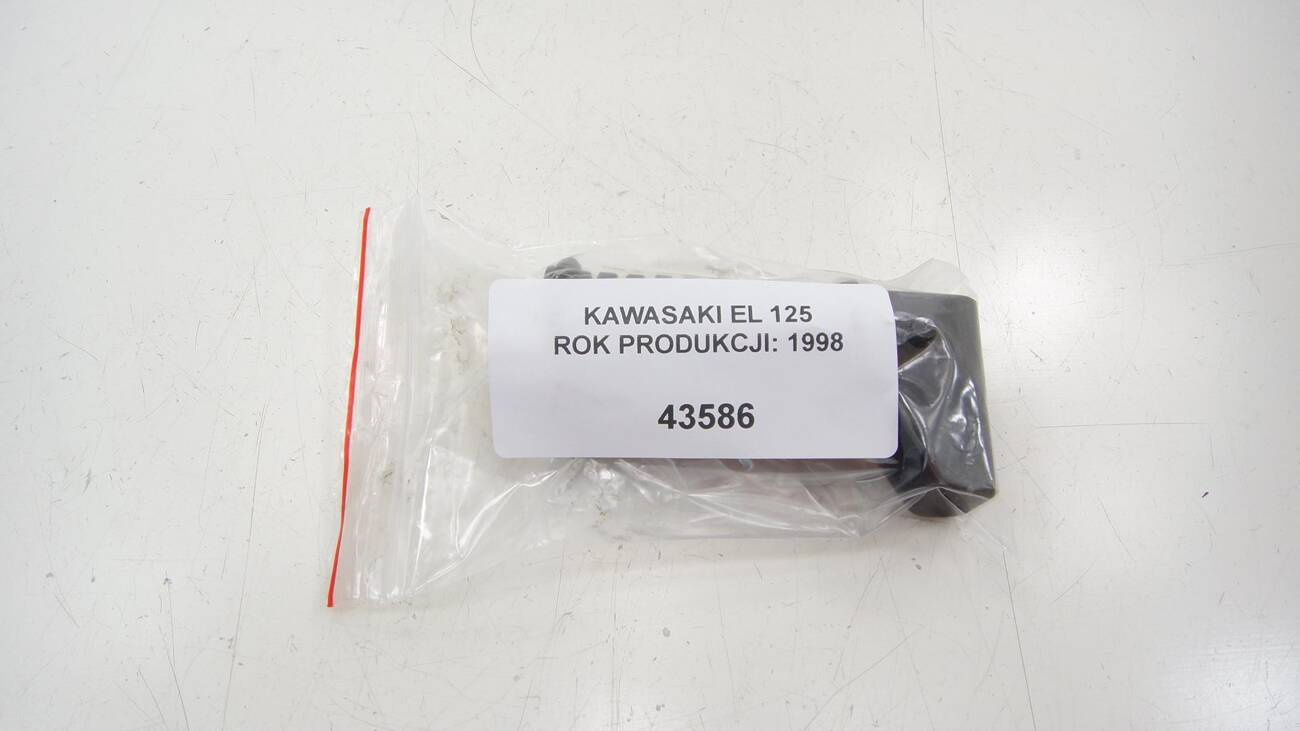 KAWASAKI EL 125
ROK PRODUKCJI: 1998
43586